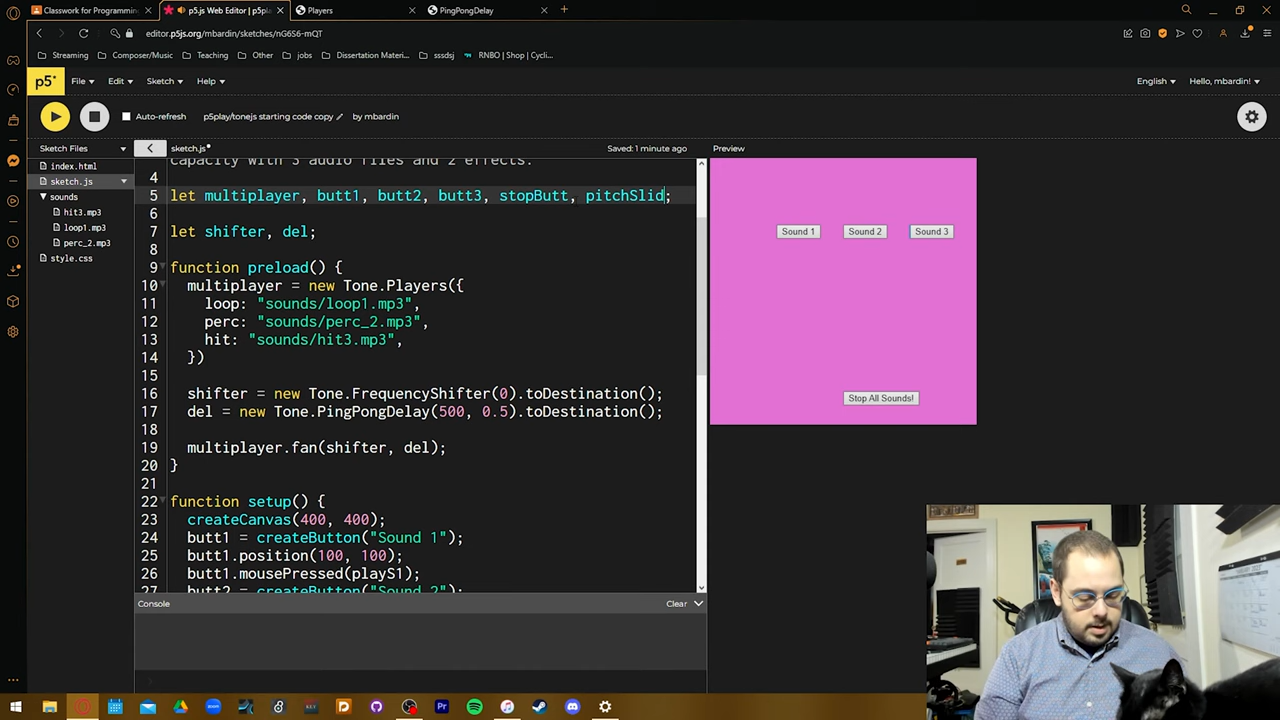 Classwork for Programmin
p5.js Web Editor | p5play
Players
PingPongDelay
editor.p5js.org/mbardin/sketches/nG6S6-mQT
Streaming
Composer/Music
Teaching
Other
jobs
Dissertation Materi...
sssdsj
RNBO | Shop | Cycli...
p5*
File
Edit
Sketch
Help
English
Hello, mbardin!
Auto-refresh
p5play/tonejs starting code copy
by mbardin
Sketch Files
sketch.js
Saved: 1 minute ago
Preview
index.html
sketch.js
sounds
hit3.mp3
loop1.mp3
perc_2.mp3
style.css
capacity with 3 audio files and 2 effects.
4
5 let multiplayer, butt1, butt2, butt3, stopButt, pitchSlid;
6
7 let shifter, del;
8
9 function preload() {
10 multiplayer = new Tone.Players({
11 loop: "sounds/loop1.mp3",
12 perc: "sounds/perc_2.mp3",
13 hit: "sounds/hit3.mp3",
14 })
15
16 shifter = new Tone.FrequencyShifter(0).toDestination();
17 del = new Tone.PingPongDelay(500, 0.5).toDestination();
18
19 multiplayer.fan(shifter, del);
20 }
21
22 function setup() {
23 createCanvas(400, 400);
24 butt1 = createButton("Sound 1");
25 butt1.position(100, 100);
26 butt1.mousePressed(playS1);
27 butt2 = createButton("Sound 2");
Sound 1
Sound 2
Sound 3
Stop All Sounds!
Console
Clear